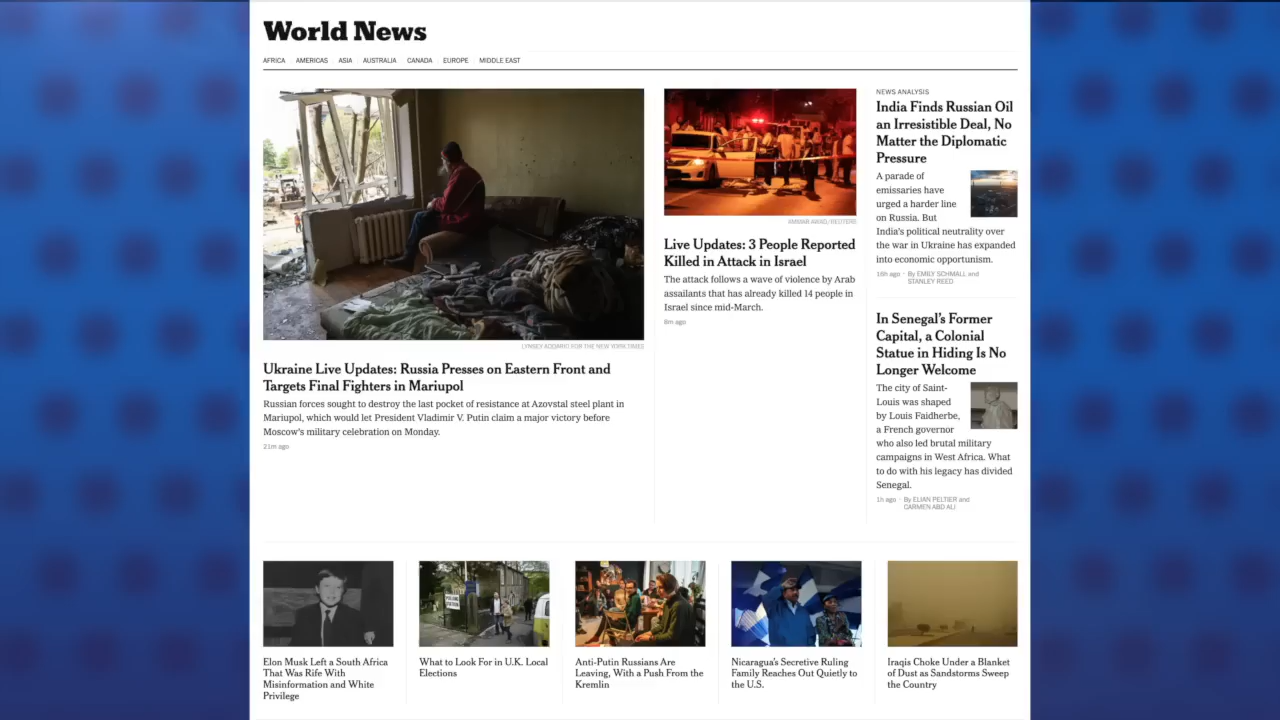 World News
AFRICA AMERICAS ASIA AUSTRALIA CANADA EUROPE MIDDLE EAST
LYNSEY ADDARIO FOR THE NEW YORK TIMES
Ukraine Live Updates: Russia Presses on Eastern Front and
Targets Final Fighters in Mariupol
Russian forces sought to destroy the last pocket of resistance at Azovstal steel plant in
Mariupol, which would let President Vladimir V. Putin claim a major victory before
Moscow's military celebration on Monday.
21m ago
AMMAR AWAD/REUTERS
Live Updates: 3 People Reported
Killed in Attack in Israel
The attack follows a wave of violence by Arab
assailants that has already killed 14 people in
Israel since mid-March.
6m ago
NEWS ANALYSIS
India Finds Russian Oil
an Irresistible Deal, No
Matter the Diplomatic
Pressure
A parade of
emissaries have
urged a harder line
on Russia. But
India's political neutrality over
the war in Ukraine has expanded
into economic opportunism.
16h ago · By EMILY SCHMALL and
STANLEY REED
In Senegal's Former
Capital, a Colonial
Statue in Hiding Is No
Longer Welcome
The city of Saint-
Louis was shaped
by Louis Faidherbe,
a French governor
who also led brutal military
campaigns in West Africa. What
to do with his legacy has divided
Senegal.
1h ago · By ELIAN PELTIER and
CARMEN ABD ALI
POLLING
STATION
Elon Musk Left a South Africa
That Was Rife With
Misinformation and White
Privilege
What to Look For in U.K. Local
Elections
Anti-Putin Russians Are
Leaving, With a Push From the
Kremlin
Nicaragua's Secretive Ruling
Family Reaches Out Quietly to
the U.S.
Iraqis Choke Under a Blanket
of Dust as Sandstorms Sweep
the Country